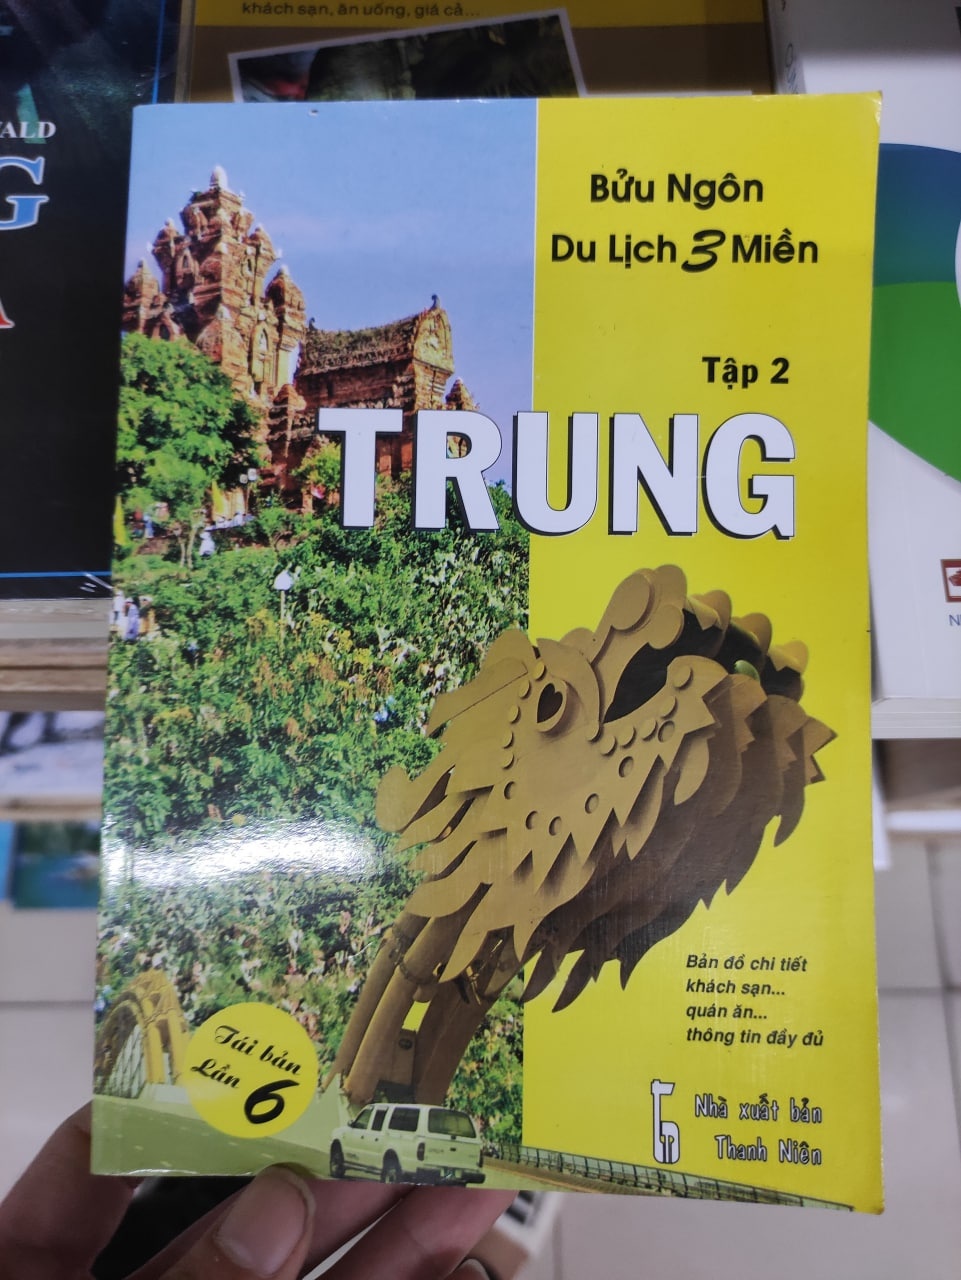 khách sạn, ăn uống, giá cả...
Bửu Ngôn
Du Lịch 3 Miền
Tập 2
TRUNG
Bản đồ chi tiết
khách sạn...
quán ăn...
thông tin đầy đủ
Tái bản
Lần 6
Nhà xuất bản
Thanh Niên